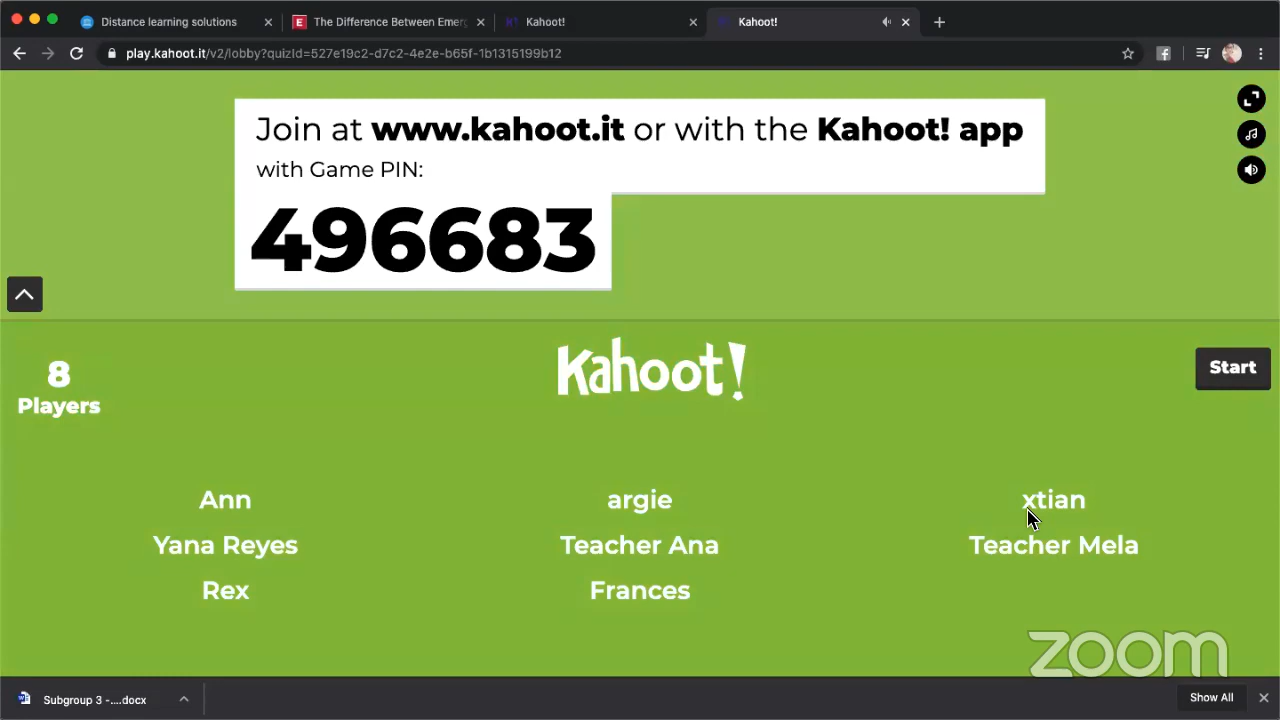 Distance learning solutions
The Difference Between Emerg
Kahoot!
Kahoot!
play.kahoot.it/v2/lobby?quizId=527e19c2-d7c2-4e2e-b65f-1b1315199b12
Join at www.kahoot.it or with the Kahoot! app
with Game PIN:
496683
8
Players
Kahoot!
Start
Ann argie xtian
Yana Reyes Teacher Ana Teacher Mela
Rex Frances
zoom
Subgroup 3 -....docx
Show All